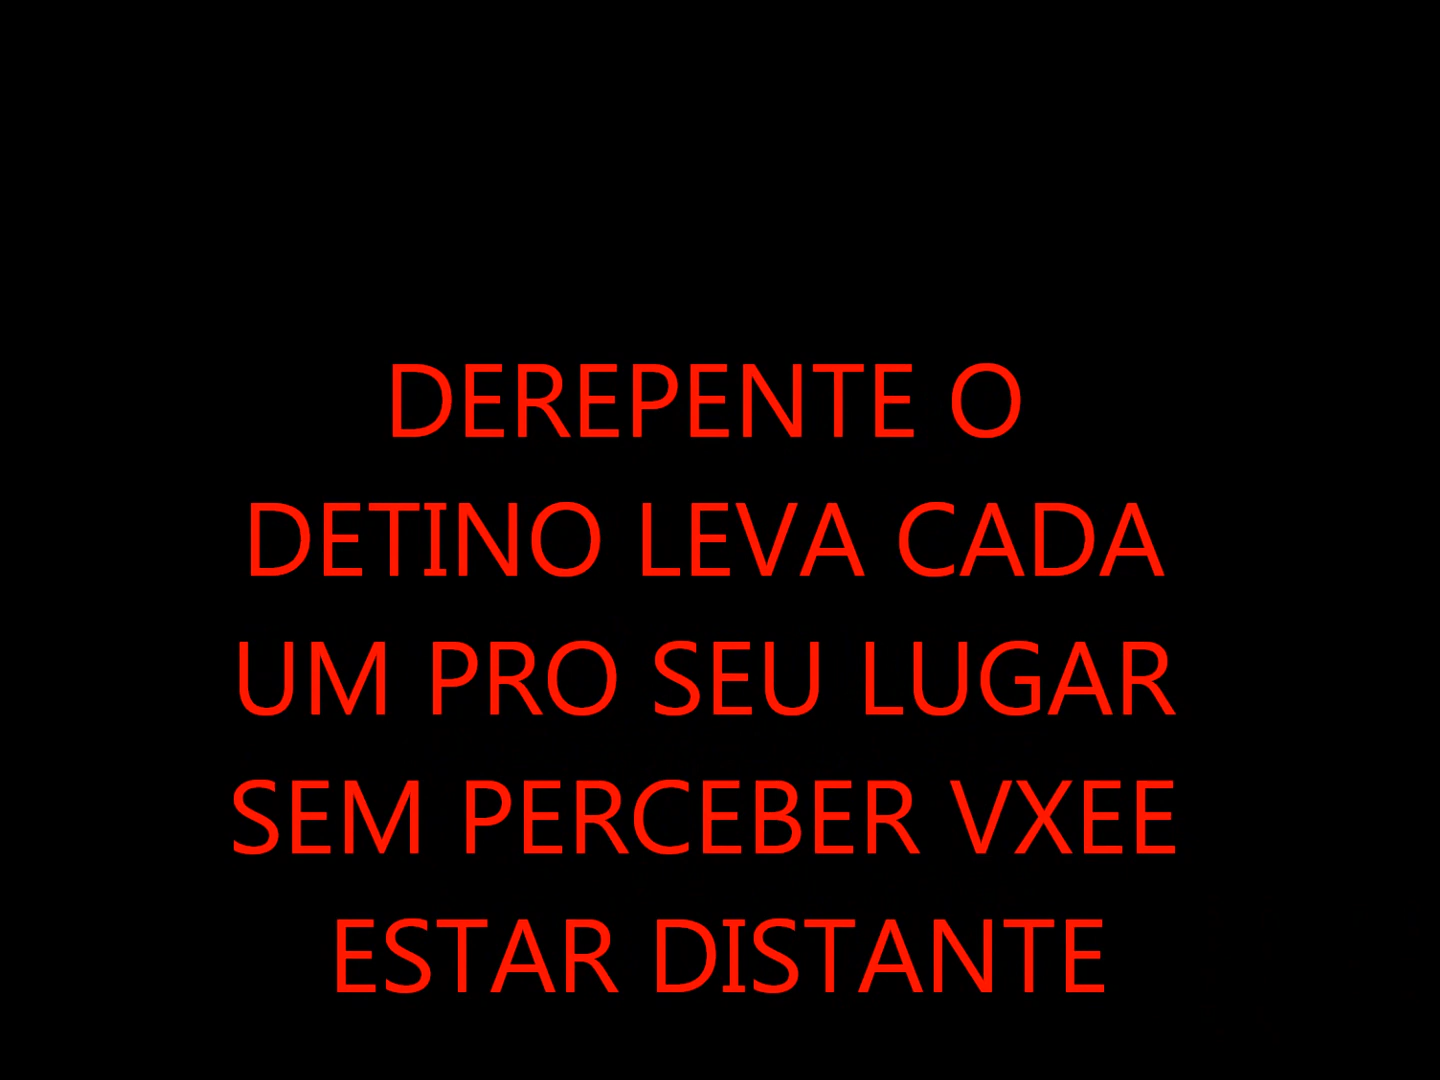 DEREPENTE O
DETINO LEVA CADA
UM PRO SEU LUGAR
SEM PERCEBER VXEE
ESTAR DISTANTE